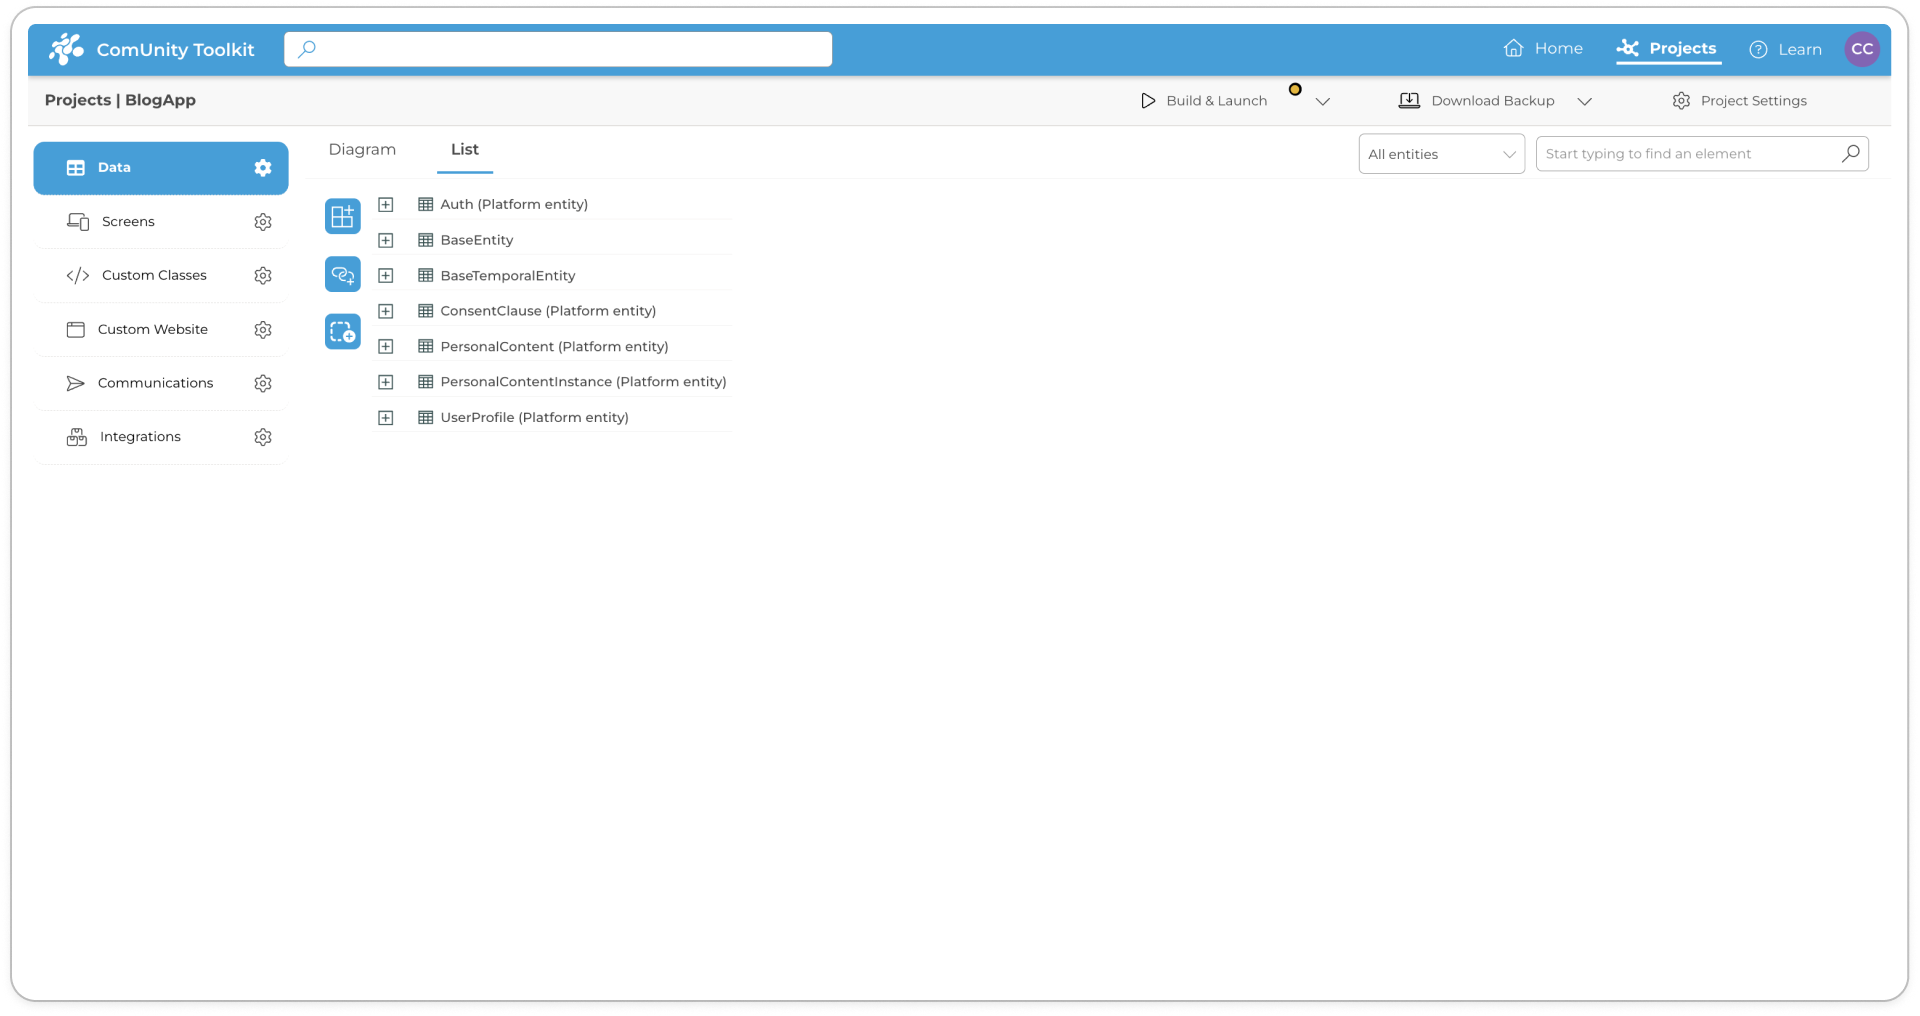 ComUnity Toolkit
Home
Projects
Learn
CC
Projects | BlogApp
Build & Launch
Download Backup
Project Settings
Data
Screens
Custom Classes
Custom Website
Communications
Integrations
Diagram
List
All entities
Start typing to find an element
Auth (Platform entity)
BaseEntity
BaseTemporalEntity
ConsentClause (Platform entity)
PersonalContent (Platform entity)
PersonalContentInstance (Platform entity)
UserProfile (Platform entity)